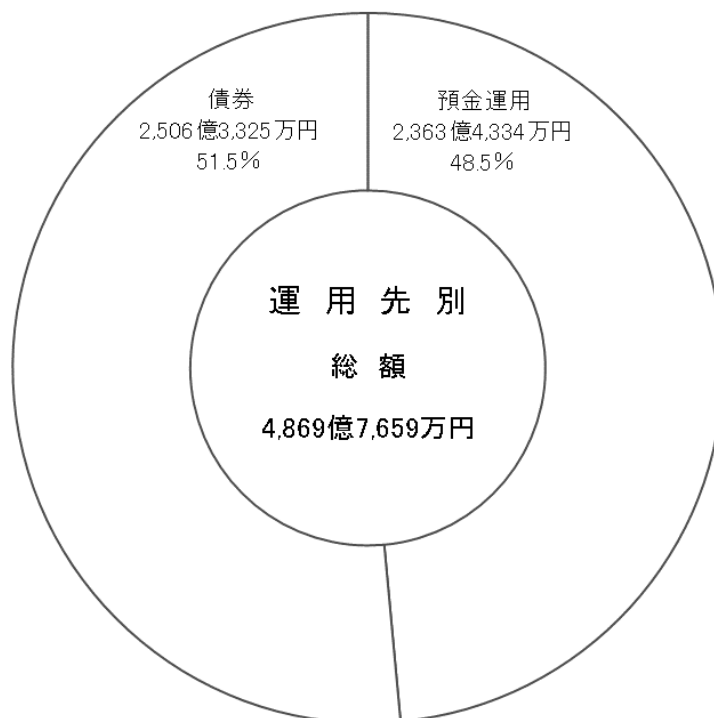 債券
2,506億3,325万円
51.5%
預金運用
2,363億4,334万円
48.5%
運用先別
総額
4,869億7,659万円